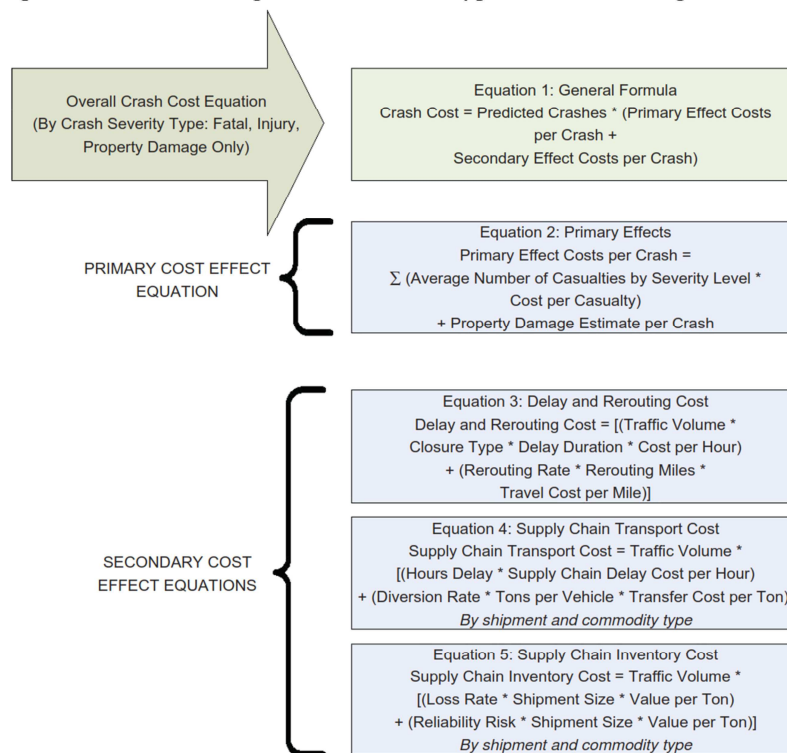 Overall Crash Cost Equation
(By Crash Severity Type: Fatal, Injury,
Property Damage Only)
Equation 1: General Formula
Crash Cost = Predicted Crashes * (Primary Effect Costs
per Crash +
Secondary Effect Costs per Crash)
PRIMARY COST EFFECT
EQUATION
Equation 2: Primary Effects
Primary Effect Costs per Crash =
∑ (Average Number of Casualties by Severity Level *
Cost per Casualty)
+ Property Damage Estimate per Crash
SECONDARY COST
EFFECT EQUATIONS
Equation 3: Delay and Rerouting Cost
Delay and Rerouting Cost = [(Traffic Volume *
Closure Type * Delay Duration * Cost per Hour)
+ (Rerouting Rate * Rerouting Miles *
Travel Cost per Mile)]
Equation 4: Supply Chain Transport Cost
Supply Chain Transport Cost = Traffic Volume *
[(Hours Delay * Supply Chain Delay Cost per Hour)
+ (Diversion Rate * Tons per Vehicle * Transfer Cost per Ton)
By shipment and commodity type
Equation 5: Supply Chain Inventory Cost
Supply Chain Inventory Cost = Traffic Volume *
[(Loss Rate * Shipment Size * Value per Ton)
+ (Reliability Risk * Shipment Size * Value per Ton)]
By shipment and commodity type